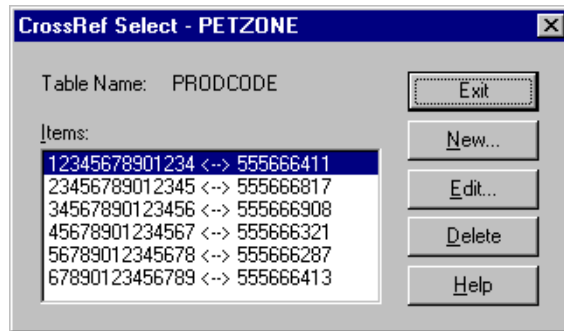 CrossRef Select - PETZONE
Table Name: PRODCODE
Items:
12345678901234 <--> 555666411
23456789012345 <--> 555666817
34567890123456 <--> 555666908
45678901234567 <--> 555666321
56789012345678 <--> 555666287
67890123456789 <--> 555666413
Exit
New...
Edit...
Delete
Help